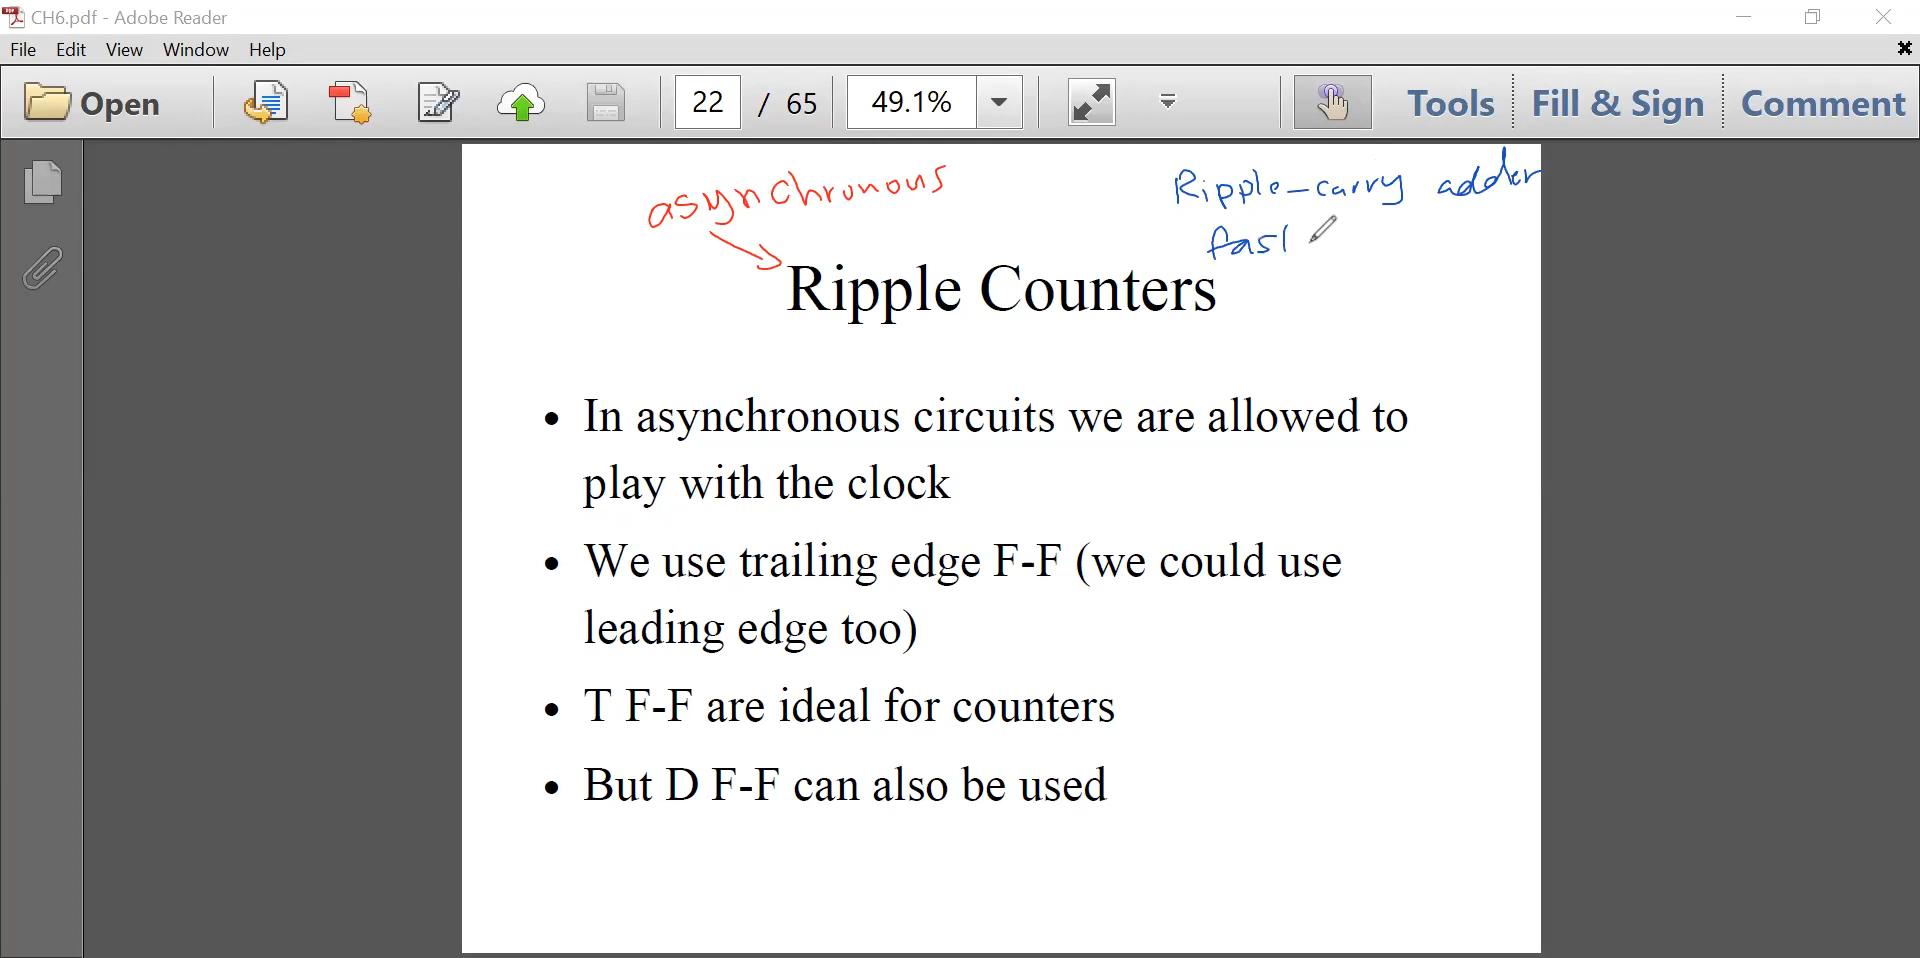 CH6.pdf - Adobe Reader
File Edit View Window Help
Open 22 / 65 49.1% Tools Fill & Sign Comment
asynchronous
Ripple-carry adder
Ripple Counters
• In asynchronous circuits we are allowed to
play with the clock
• We use trailing edge F-F (we could use
leading edge too)
• T F-F are ideal for counters
• But D F-F can also be used